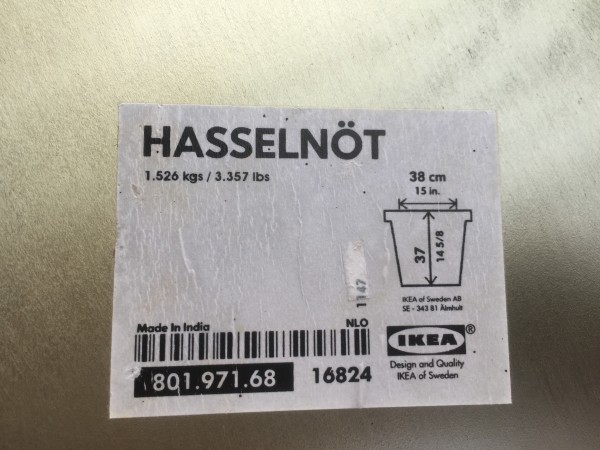 HASSELNÖT
1.526 kgs / 3.357 lbs
38 cm
15 in.
37
14 5/8
1147
IKEA of Sweden AB
SE - 343 81 Älmhult
Made In India
NLO
801.971.68
16824
IKEA®
Design and Quality
IKEA of Sweden